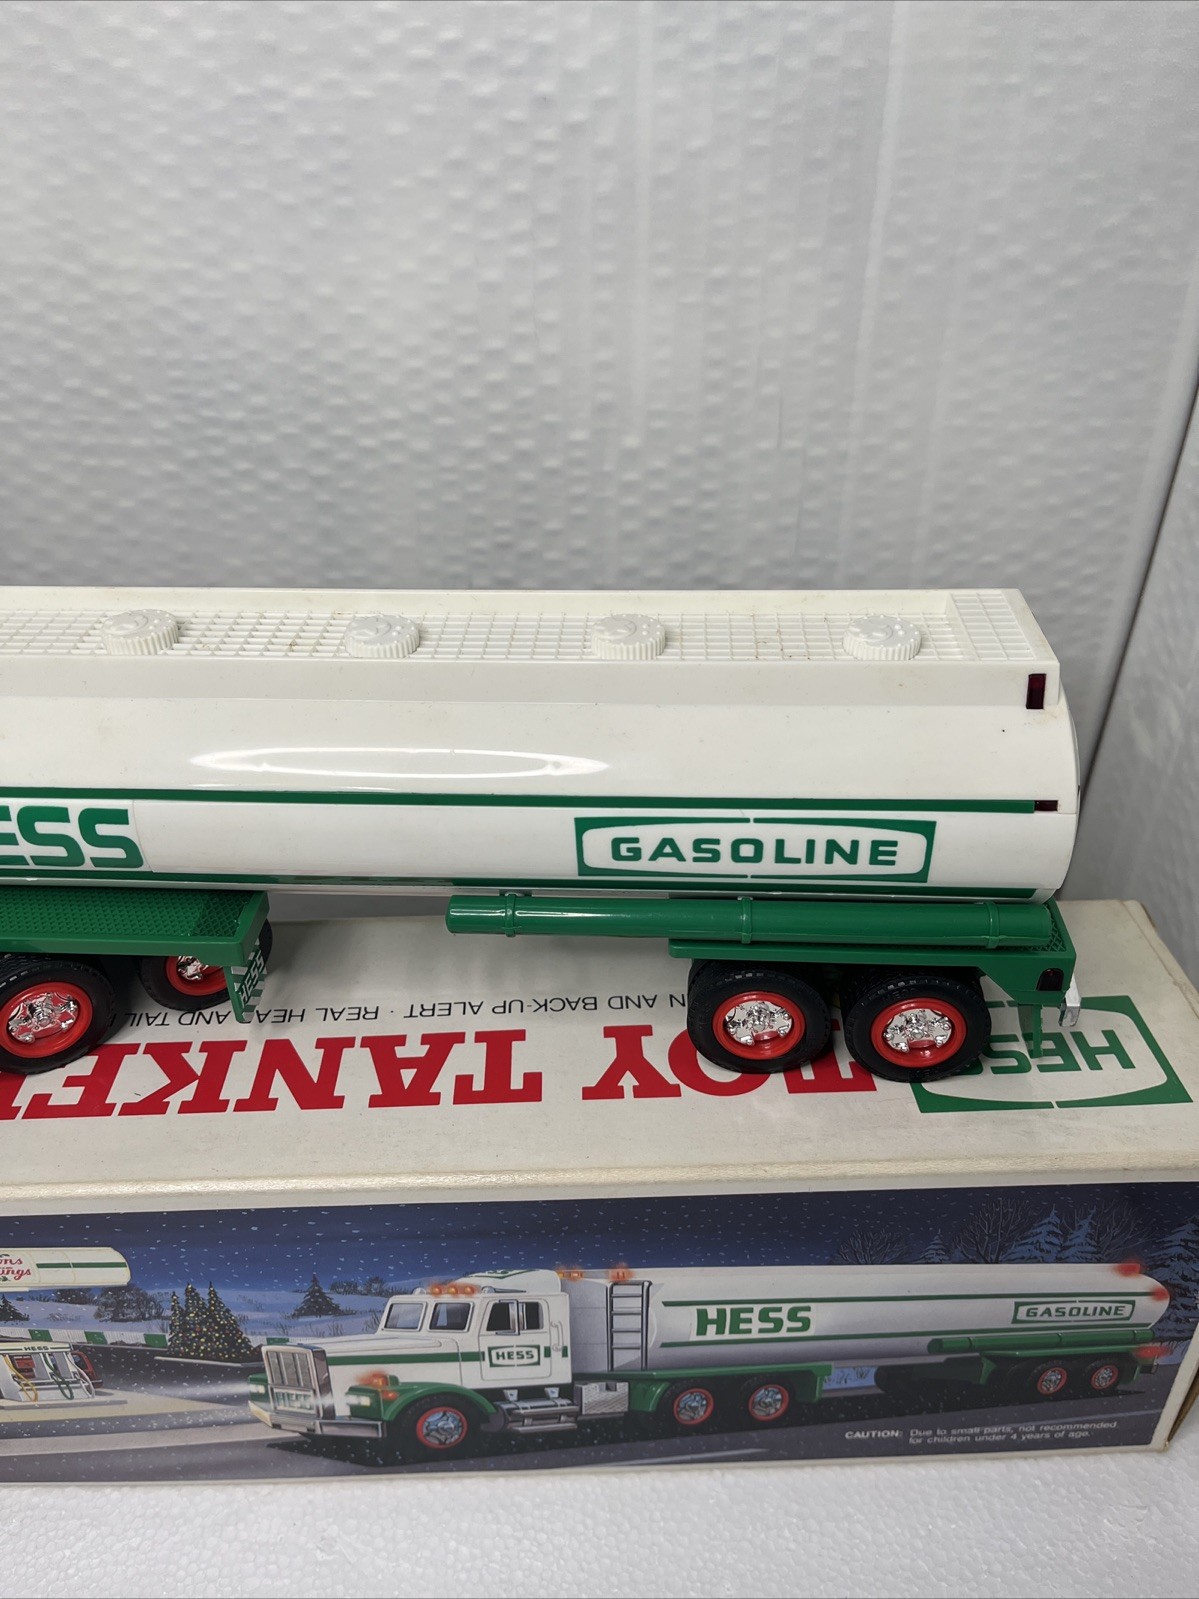 ESS
GASOLINE
HESS
N AND BACK-UP ALERT · REAL HEA AND TAIL
TOY TANKE
HESS
HESS
HESS
HESS
GASOLINE
CAUTION: Due to small parts, not recommended
for children under 4 years of age.